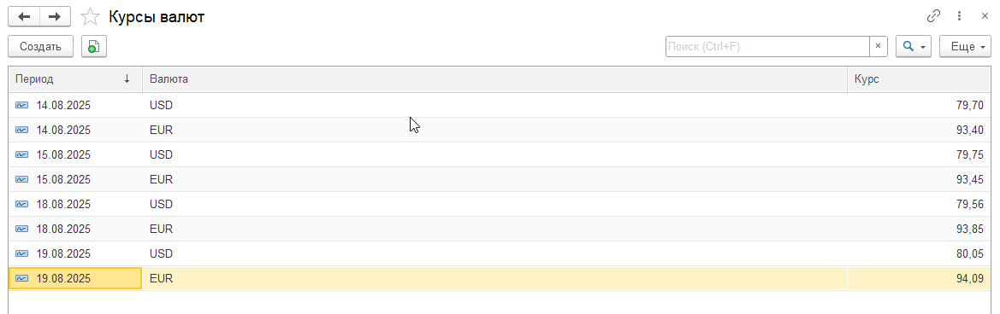 Курсы валют
Создать Поиск (Ctrl+F) × Еще
Период ↓ Валюта Курс
14.08.2025 USD 79,70
14.08.2025 EUR 93,40
15.08.2025 USD 79,75
15.08.2025 EUR 93,45
18.08.2025 USD 79,56
18.08.2025 EUR 93,85
19.08.2025 USD 80,05
19.08.2025 EUR 94,09